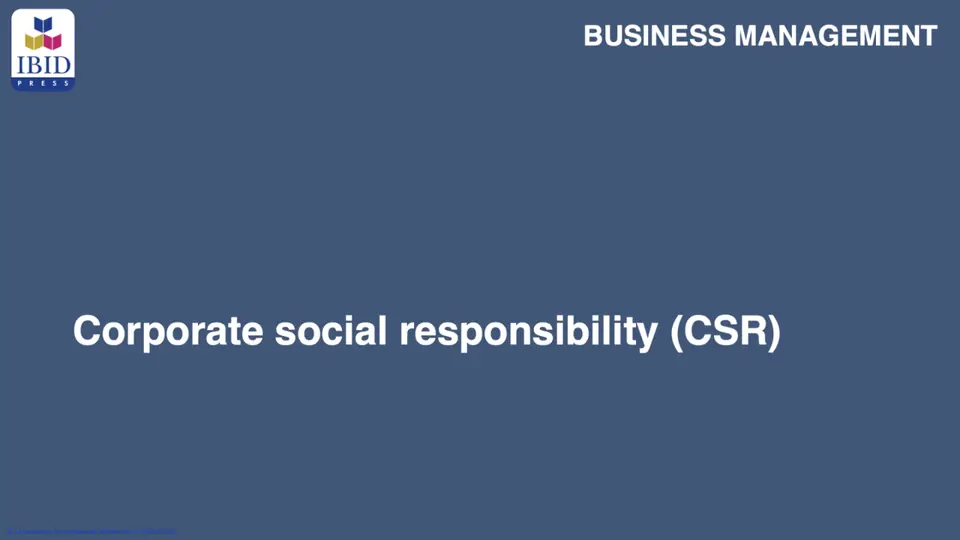 IBID
PRESS
BUSINESS MANAGEMENT
Corporate social responsibility (CSR)